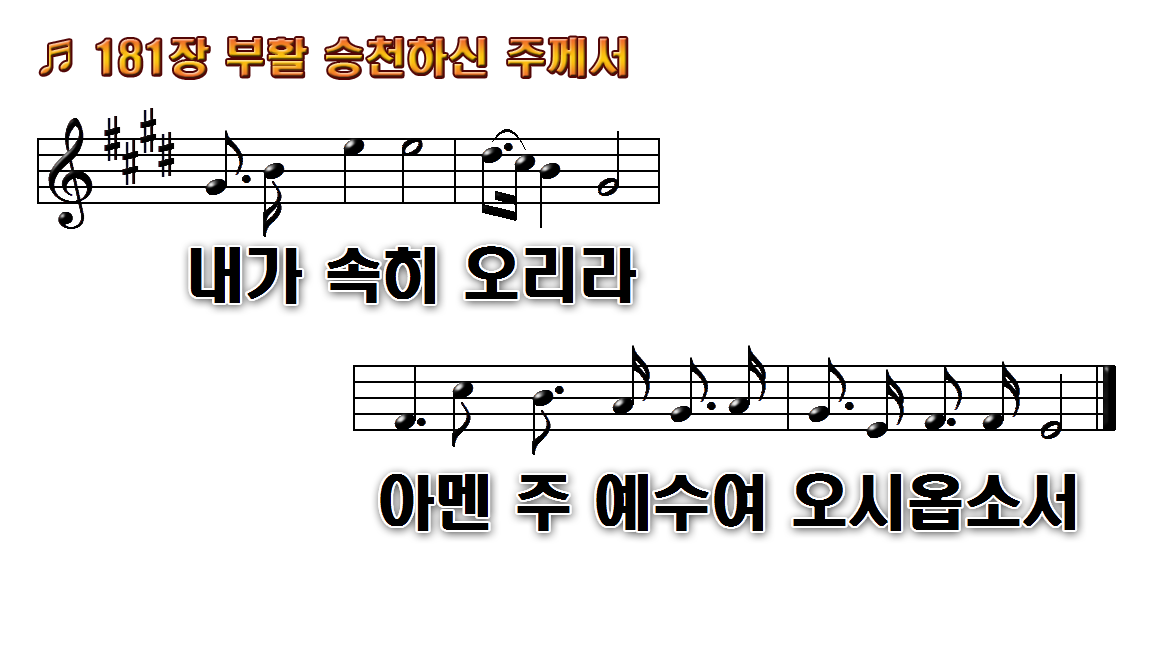 ♬ 181장 부활 승천하신 주께서
내가 속히 오리라
아멘 주 예수여 오시옵소서